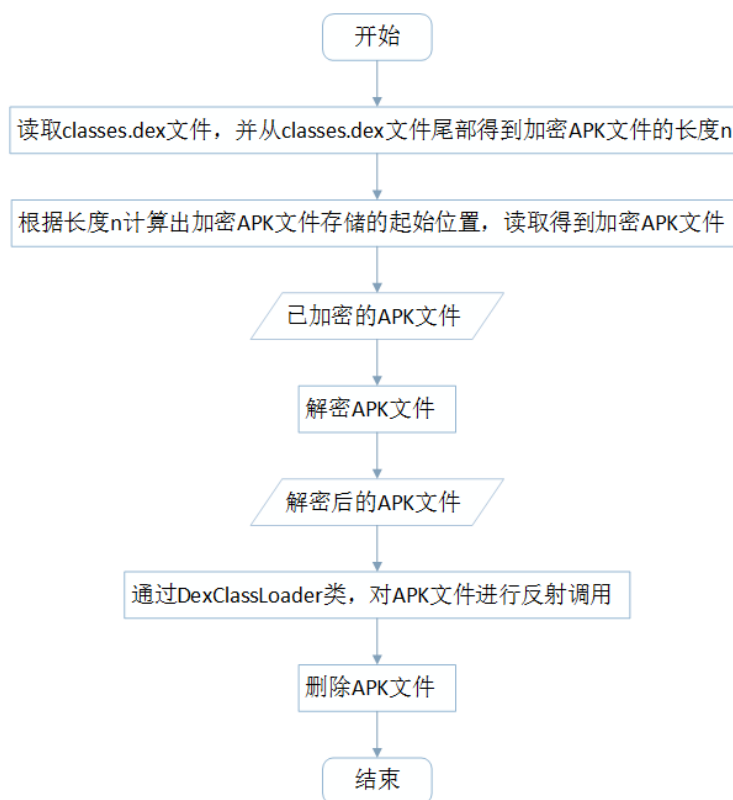 开始
读取classes.dex文件，并从classes.dex文件尾部得到加密APK文件的长度n
根据长度n计算出加密APK文件存储的起始位置，读取得到加密APK文件
已加密的APK文件
解密APK文件
解密后的APK文件
通过DexClassLoader类，对APK文件进行反射调用
删除APK文件
结束